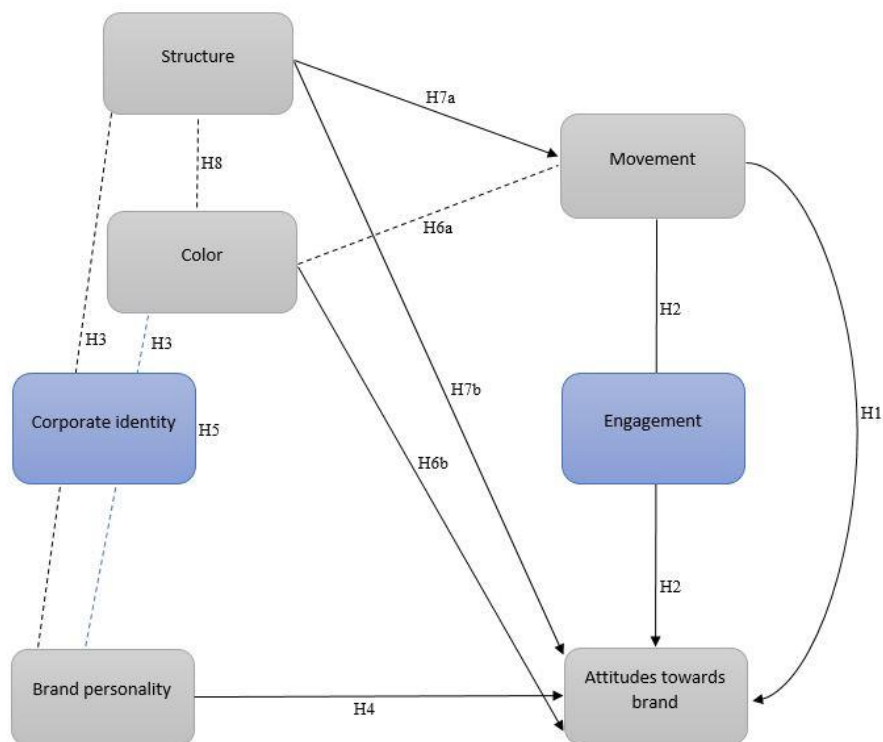 Structure
H7a
Movement
H8
H6a
Color
H2
H3
H3
H7b
Corporate identity
H5
Engagement
H1
H6b
H2
Brand personality
Attitudes towards
brand
H4